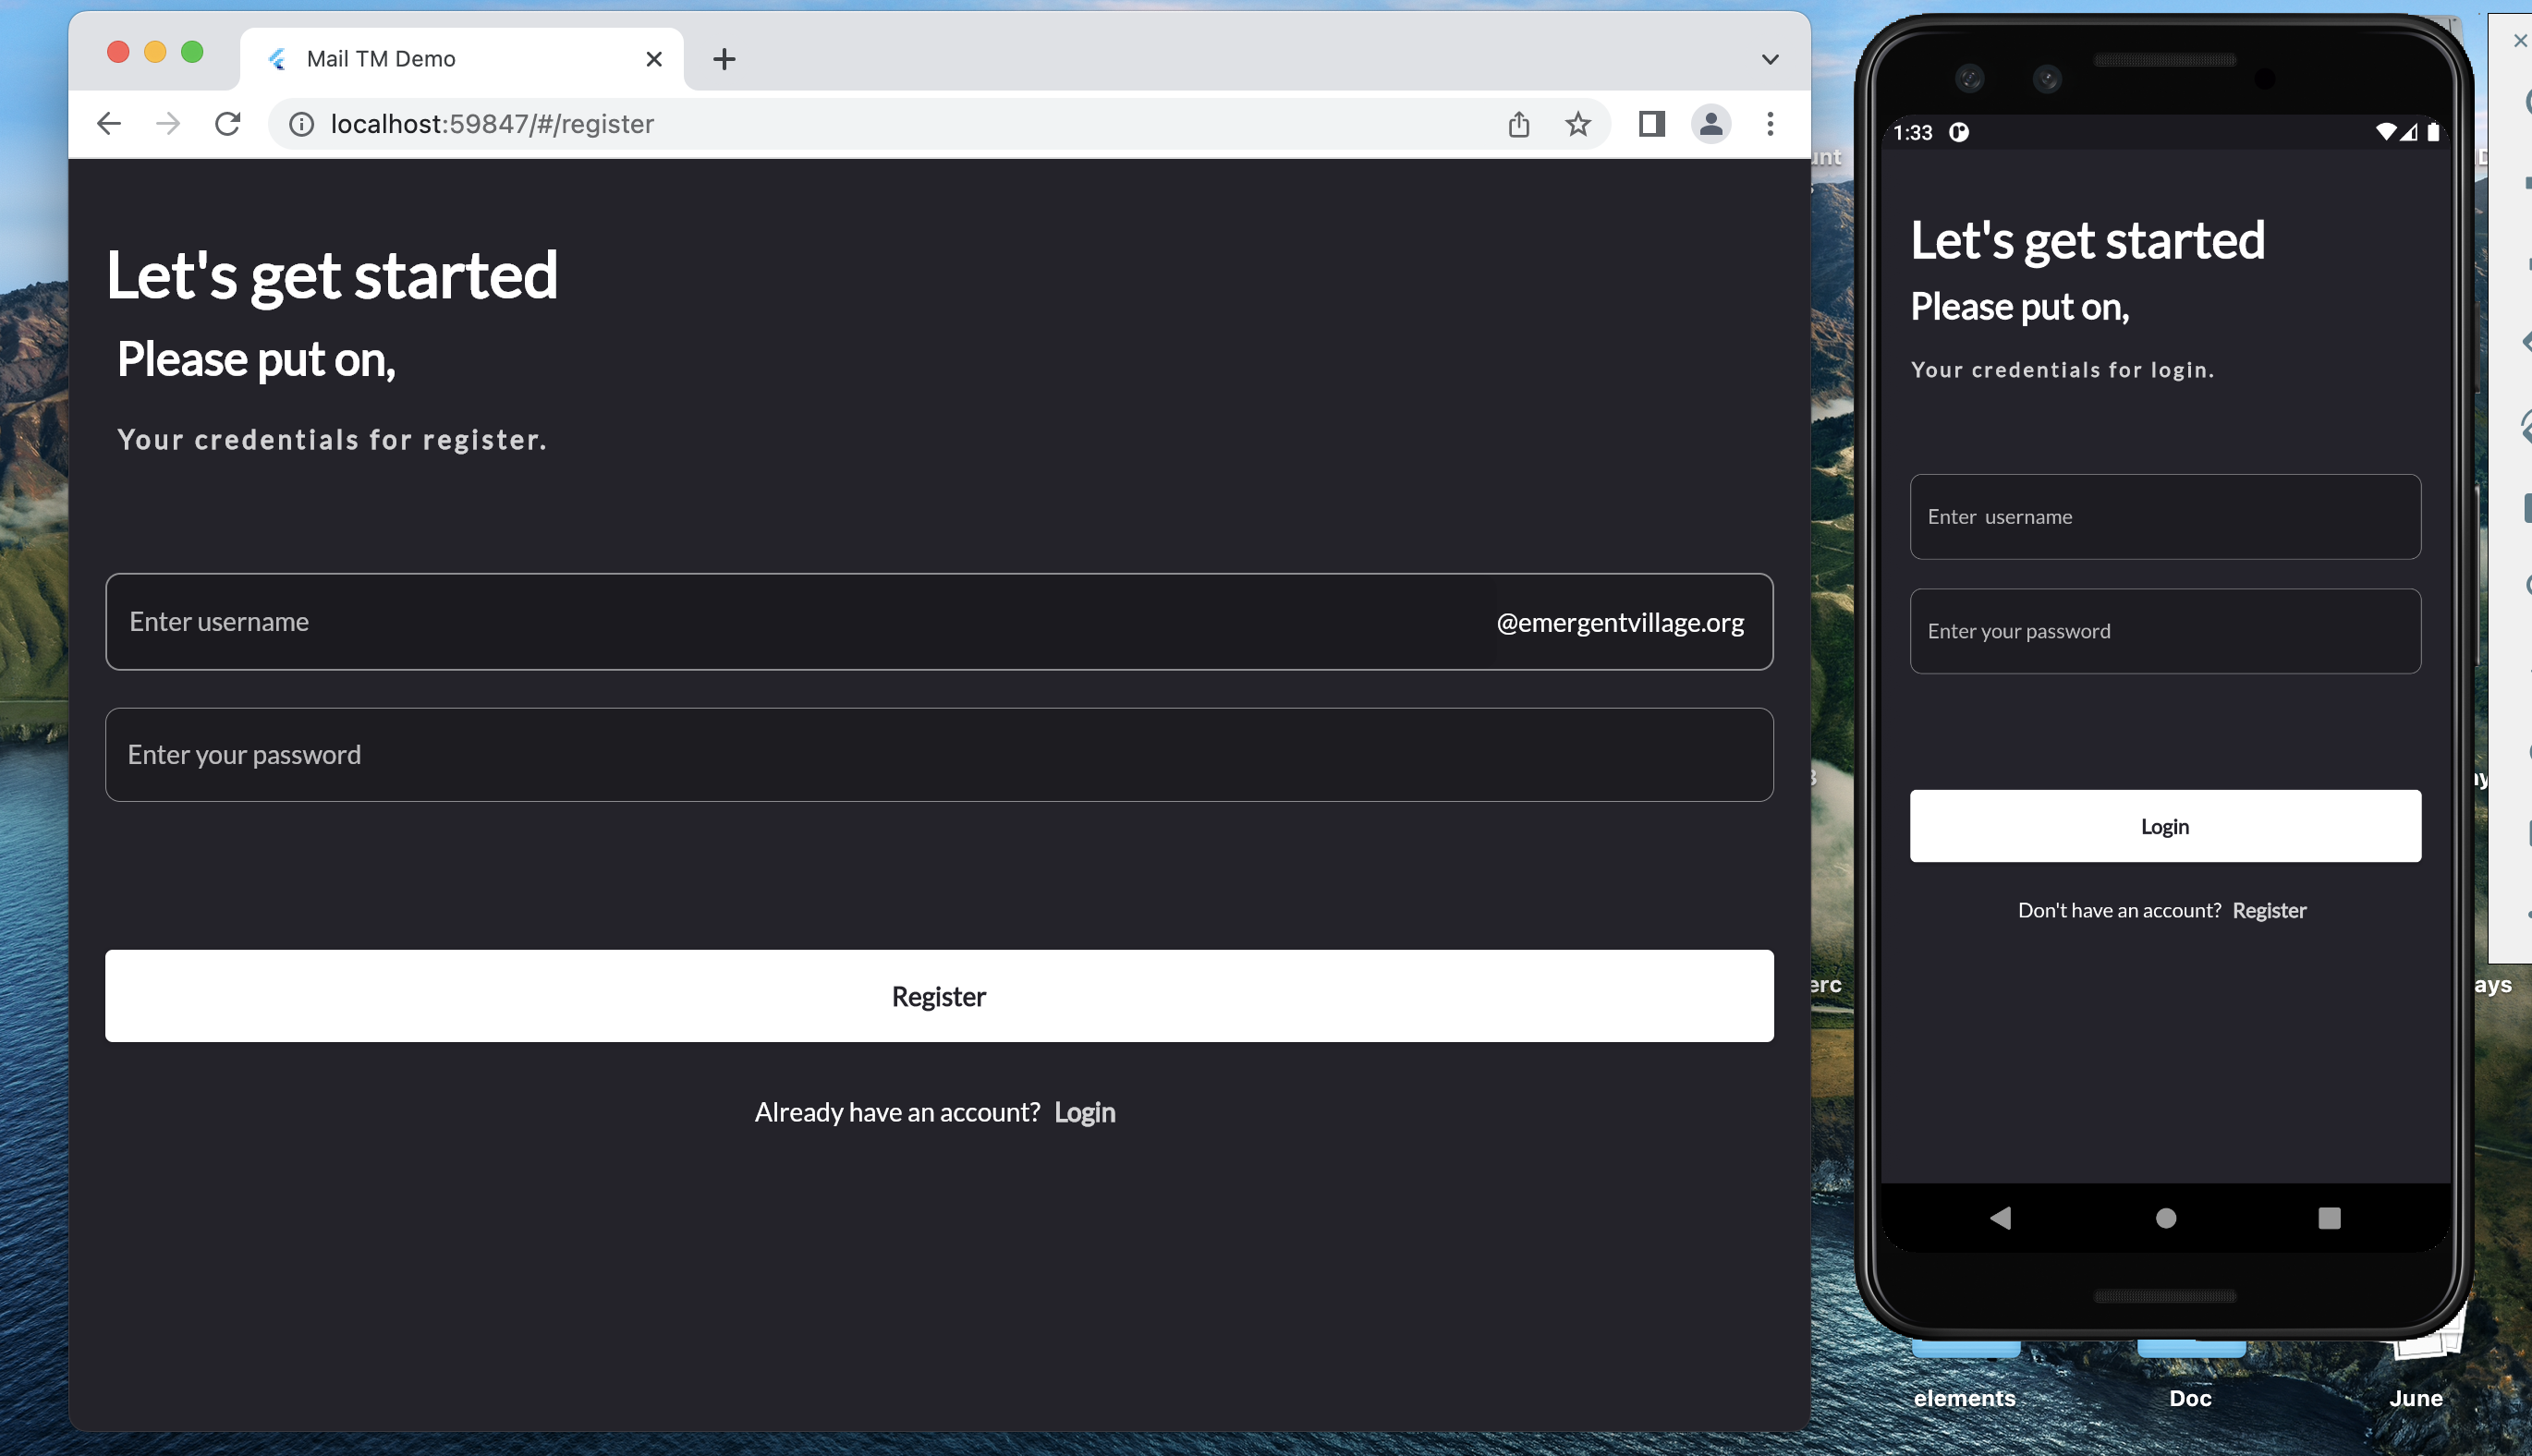 Mail TM Demo
localhost:59847/#/register
Let's get started
Please put on,
Your credentials for register.
Enter username
@emergentvillage.org
Enter your password
Register
Already have an account? Login
1:33
Let's get started
Please put on,
Your credentials for login.
Enter  username
Enter your password
Login
Don't have an account? Register
elements
Doc
June